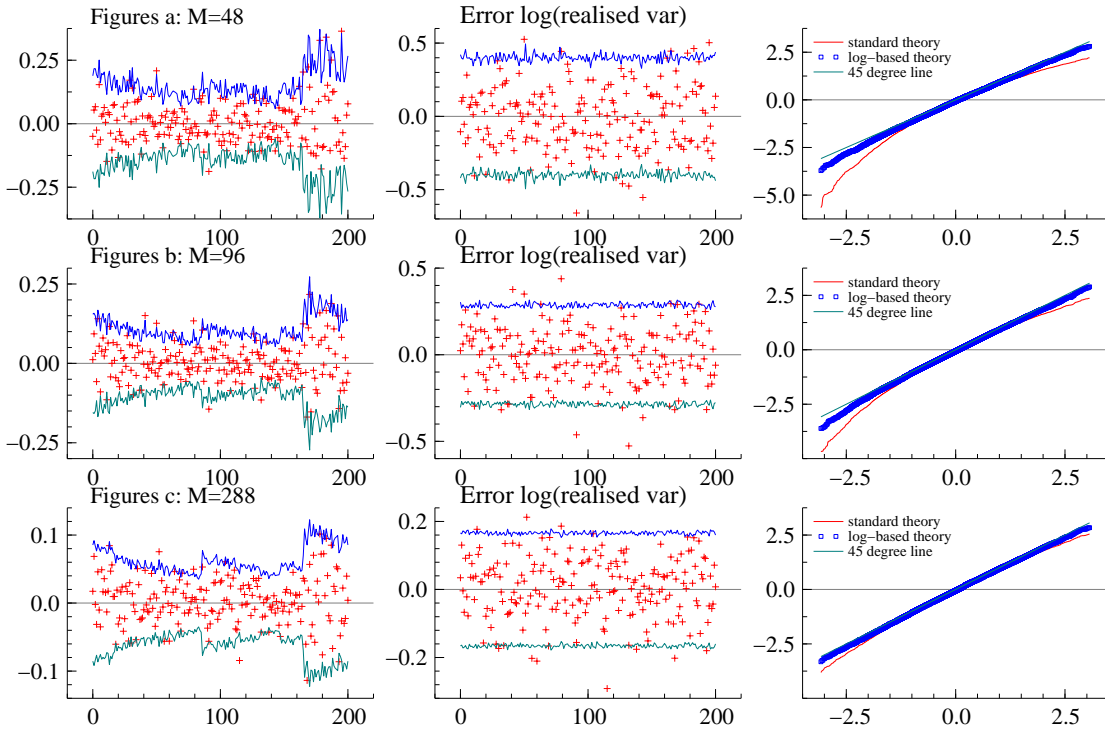 Figures a: M=48
0.25
0.00
−0.25
0 100 200
Error log(realised var)
0.5
0.0
−0.5
0 100 200
standard theory
log−based theory
45 degree line
2.5
0.0
−2.5
−5.0
−2.5 0.0 2.5
Figures b: M=96
0.25
0.00
−0.25
0 100 200
Error log(realised var)
0.5
0.0
−0.5
0 100 200
standard theory
log−based theory
45 degree line
2.5
0.0
−2.5
−2.5 0.0 2.5
Figures c: M=288
0.1
0.0
−0.1
0 100 200
Error log(realised var)
0.2
0.0
−0.2
0 100 200
standard theory
log−based theory
45 degree line
2.5
0.0
−2.5
−2.5 0.0 2.5